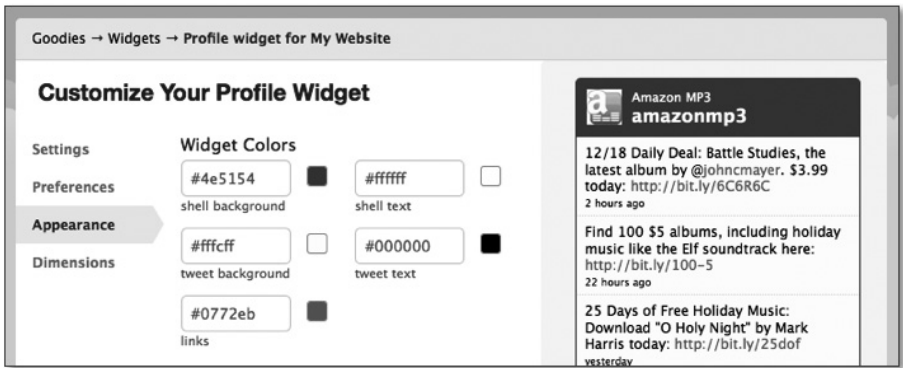 Goodies → Widgets → Profile widget for My Website
Customize Your Profile Widget
Settings
Preferences
Appearance
Dimensions
Widget Colors
#4e5154
shell background
#ffffff
shell text
#fffcff
tweet background
#000000
tweet text
#0772eb
links
a
Amazon MP3
amazonmp3
12/18 Daily Deal: Battle Studies, the
latest album by @johncmayer. $3.99
today: http://bit.ly/6C6R6C
2 hours ago
Find 100 $5 albums, including holiday
music like the Elf soundtrack here:
http://bit.ly/100-5
22 hours ago
25 Days of Free Holiday Music:
Download "O Holy Night" by Mark
Harris today: http://bit.ly/25dof
yesterday